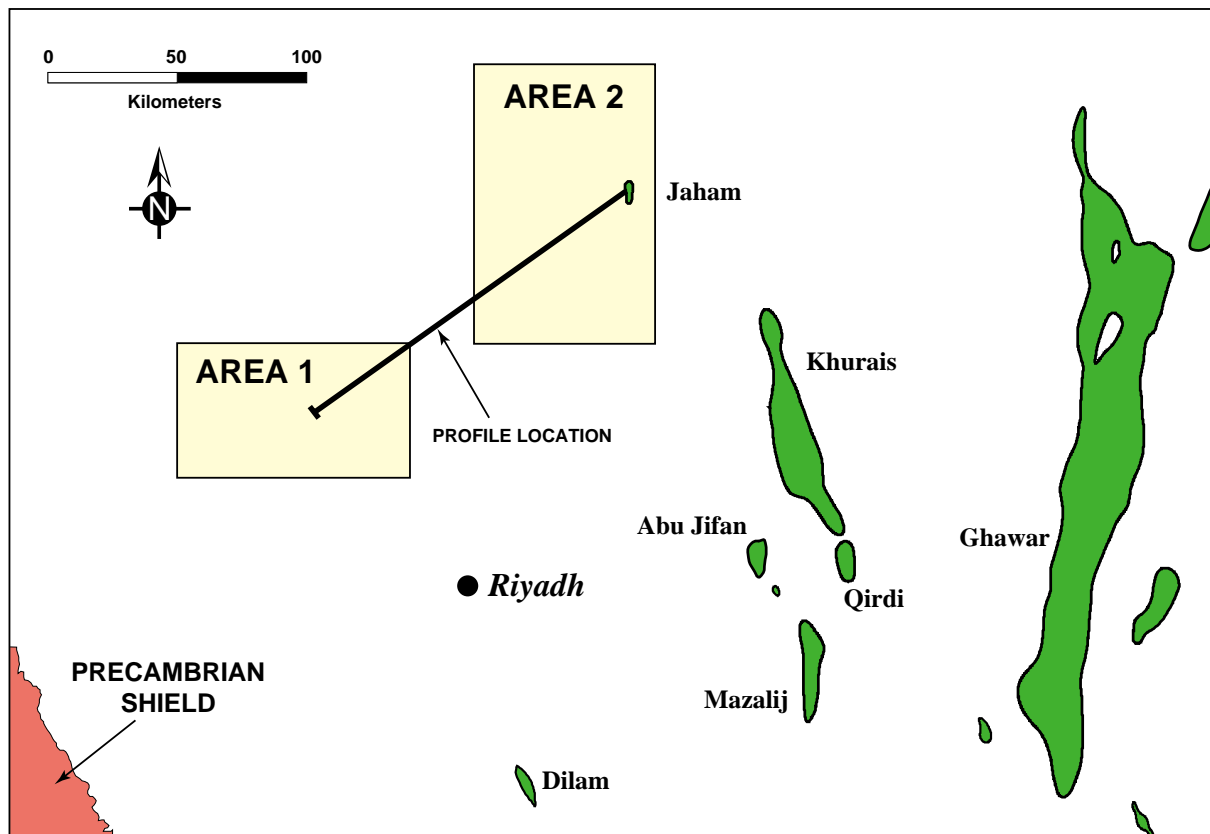 0 50 100
Kilometers
AREA 2
N
Jaham
AREA 1
Khurais
PROFILE LOCATION
Abu Jifan
Ghawar
Riyadh
Qirdi
PRECAMBRIAN
SHIELD
Mazalij
Dilam